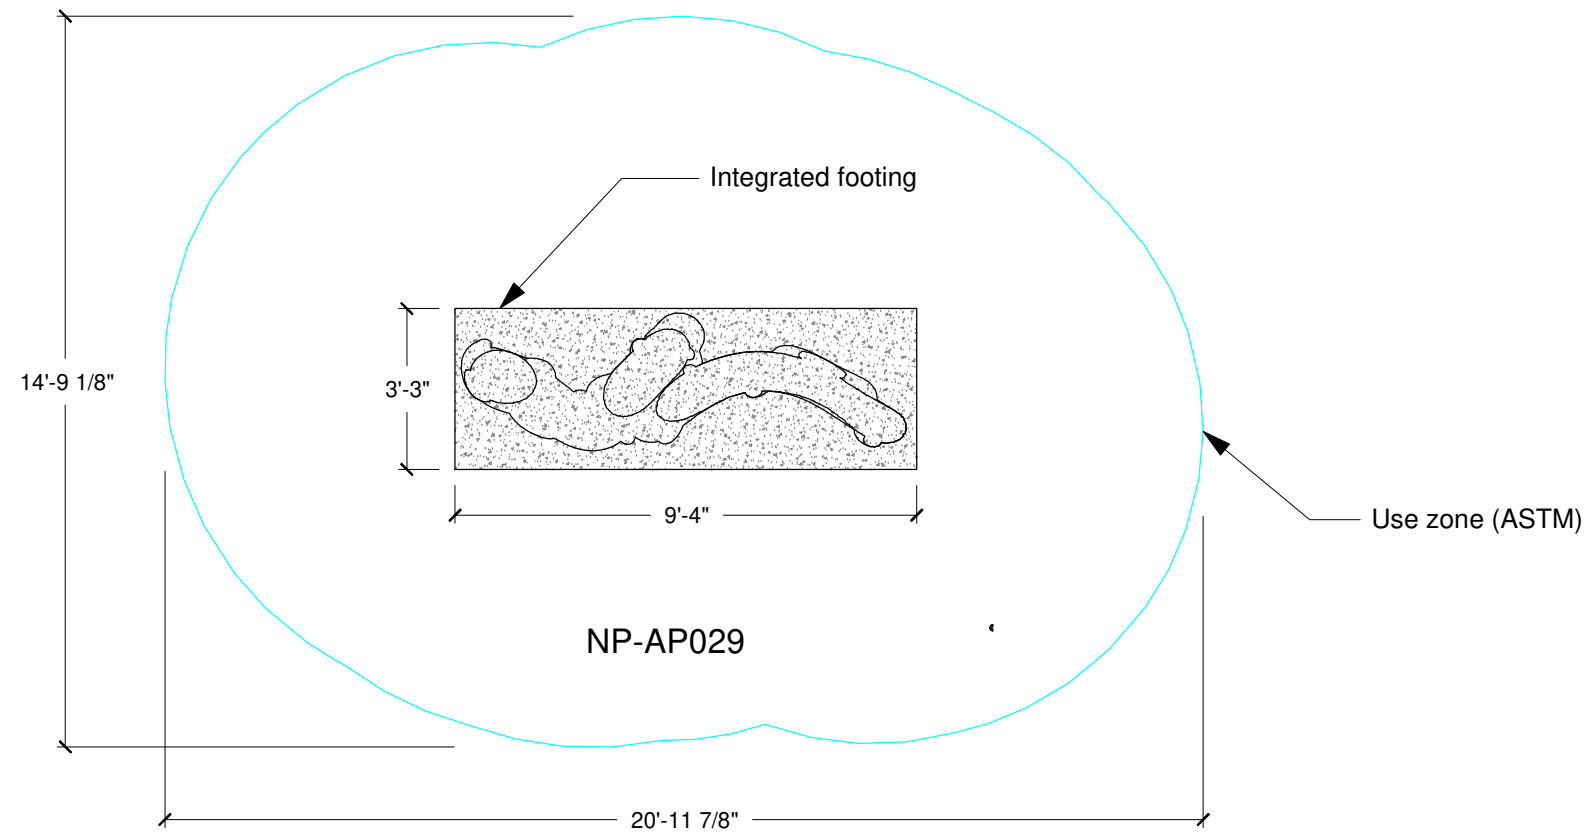 Integrated footing
14'-9 1/8"
3'-3"
9'-4"
Use zone (ASTM)
NP-AP029
20'-11 7/8"